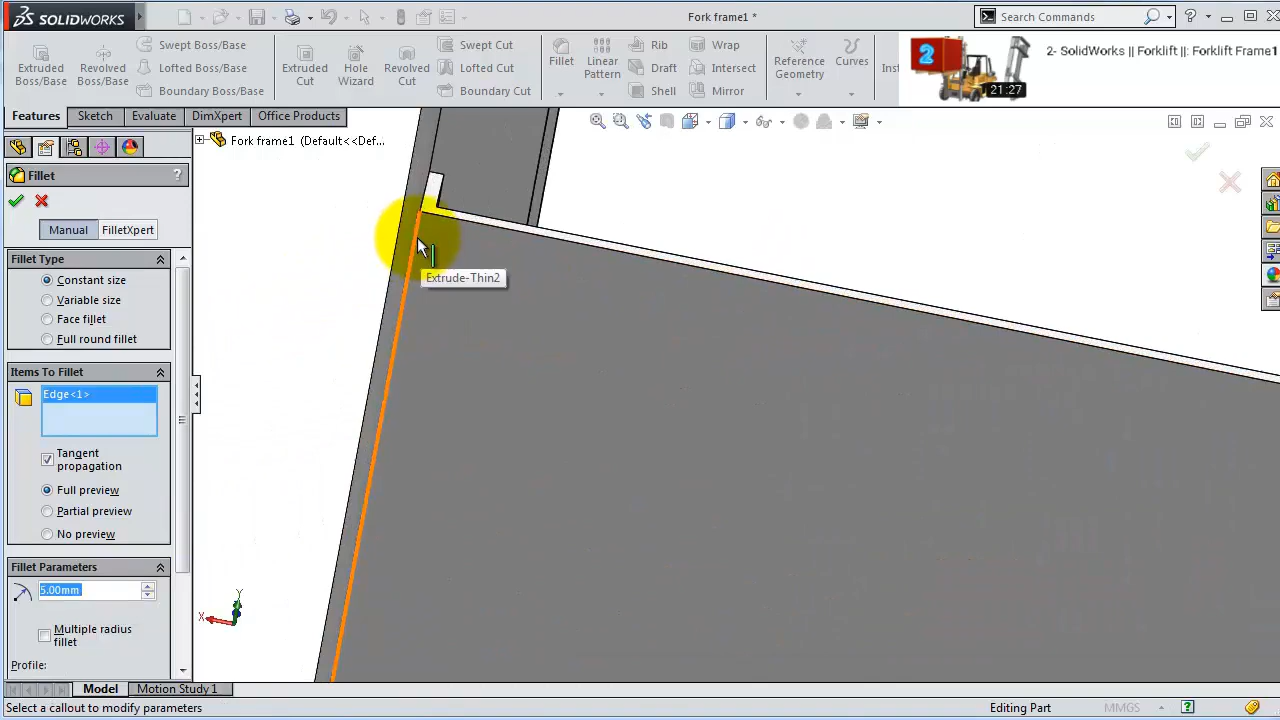 SOLIDWORKS
Fork frame1 *
Search Commands
?
Extruded Boss/Base
Revolved Boss/Base
Swept Boss/Base
Lofted Boss/Base
Boundary Boss/Base
Extruded Cut
Hole Wizard
Revolved Cut
Swept Cut
Lofted Cut
Boundary Cut
Fillet
Linear Pattern
Rib
Draft
Shell
Wrap
Intersect
Mirror
Reference Geometry
Curves
Inst
2
21:27
2- SolidWorks || Forklift ||: Forklift Frame1
Features
Sketch
Evaluate
DimXpert
Office Products
Fork frame1 (Default<<Def...
Fillet
?
Manual
FilletXpert
Fillet Type
Constant size
Variable size
Face fillet
Full round fillet
Items To Fillet
Edge<1>
Tangent
propagation
Full preview
Partial preview
No preview
Fillet Parameters
5.00mm
Multiple radius
fillet
Profile:
Extrude-Thin2
Y
X
Model
Motion Study 1
Select a callout to modify parameters
Editing Part
MMGS
?